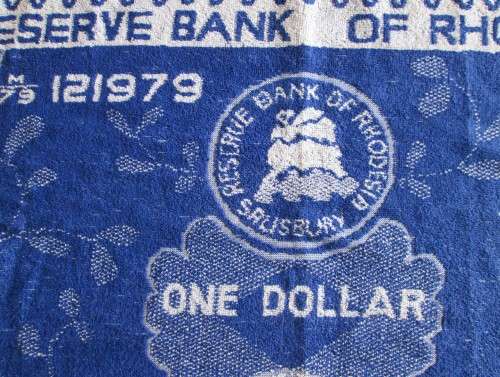 ESERVE BANK OF RHO
M/79 121979
RESERVE BANK OF RHODESIA
SALISBURY
ONE DOLLAR